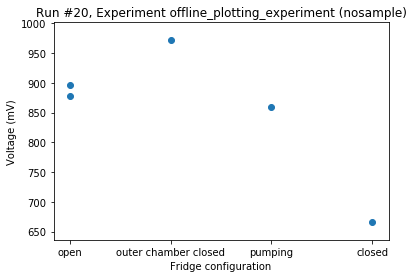 Run #20, Experiment offline_plotting_experiment (nosample)
1000
950
900
850
800
750
700
650
Voltage (mV)
open
outer chamber closed
pumping
closed
Fridge configuration